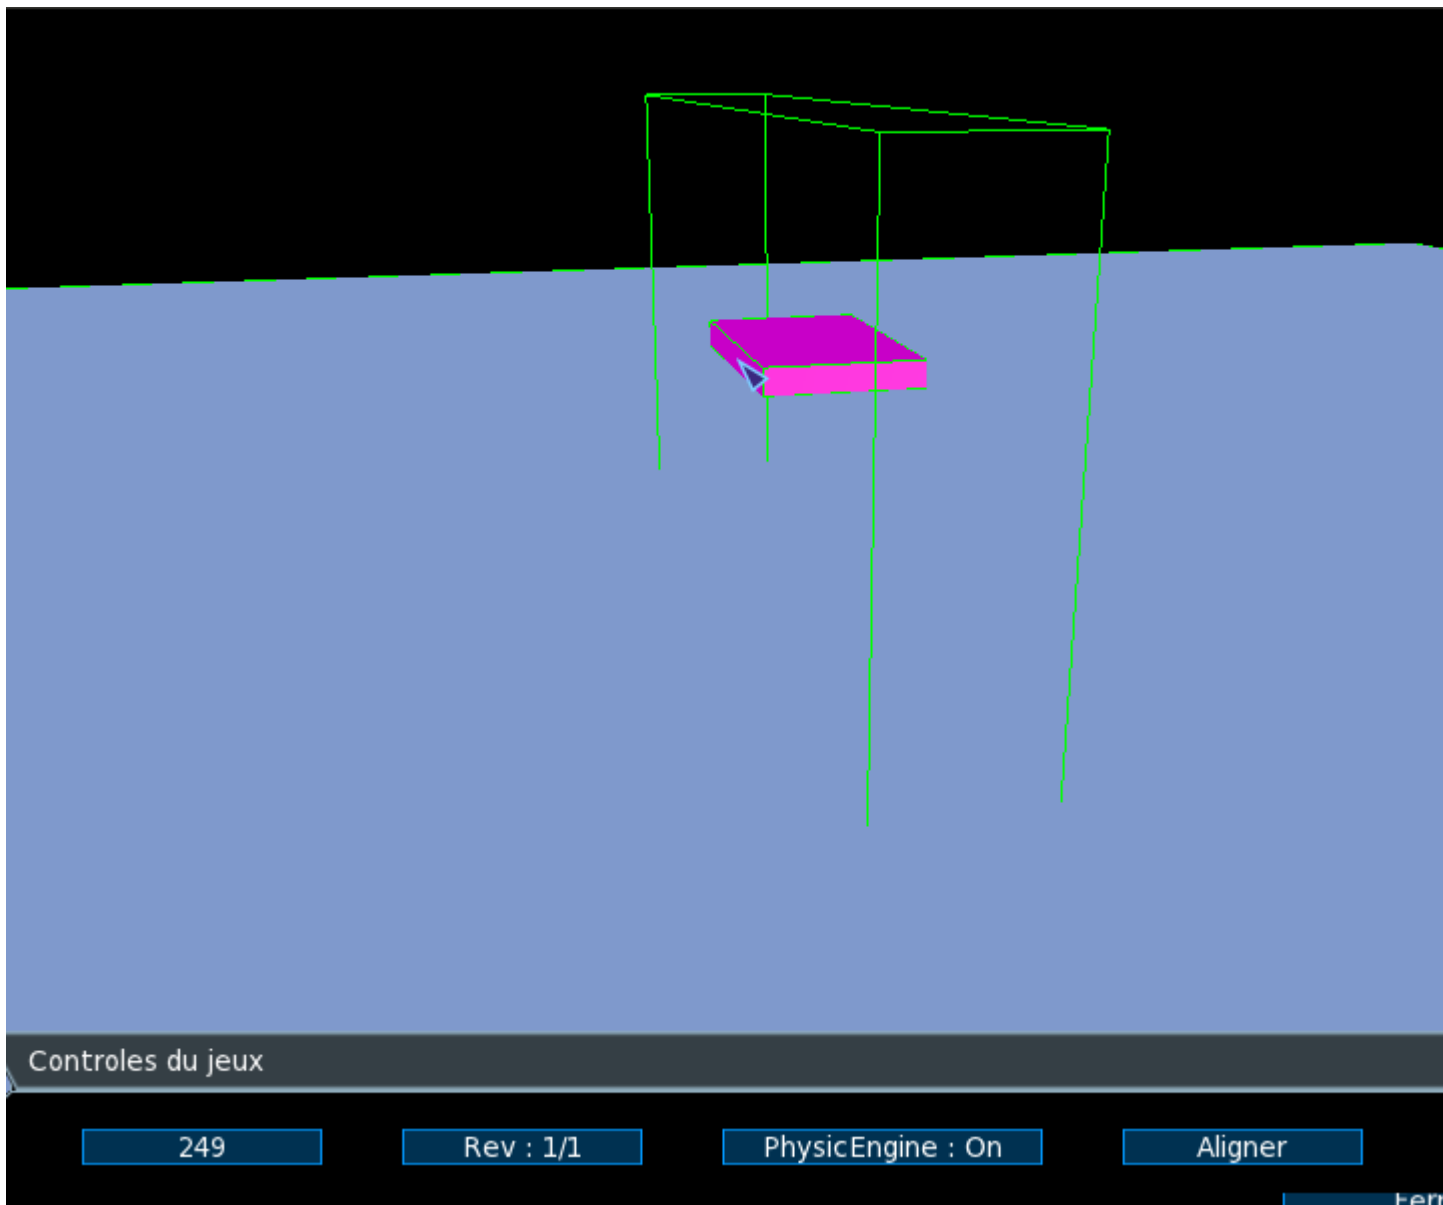 Controles du jeux
249
Rev : 1/1
PhysicEngine : On
Aligner